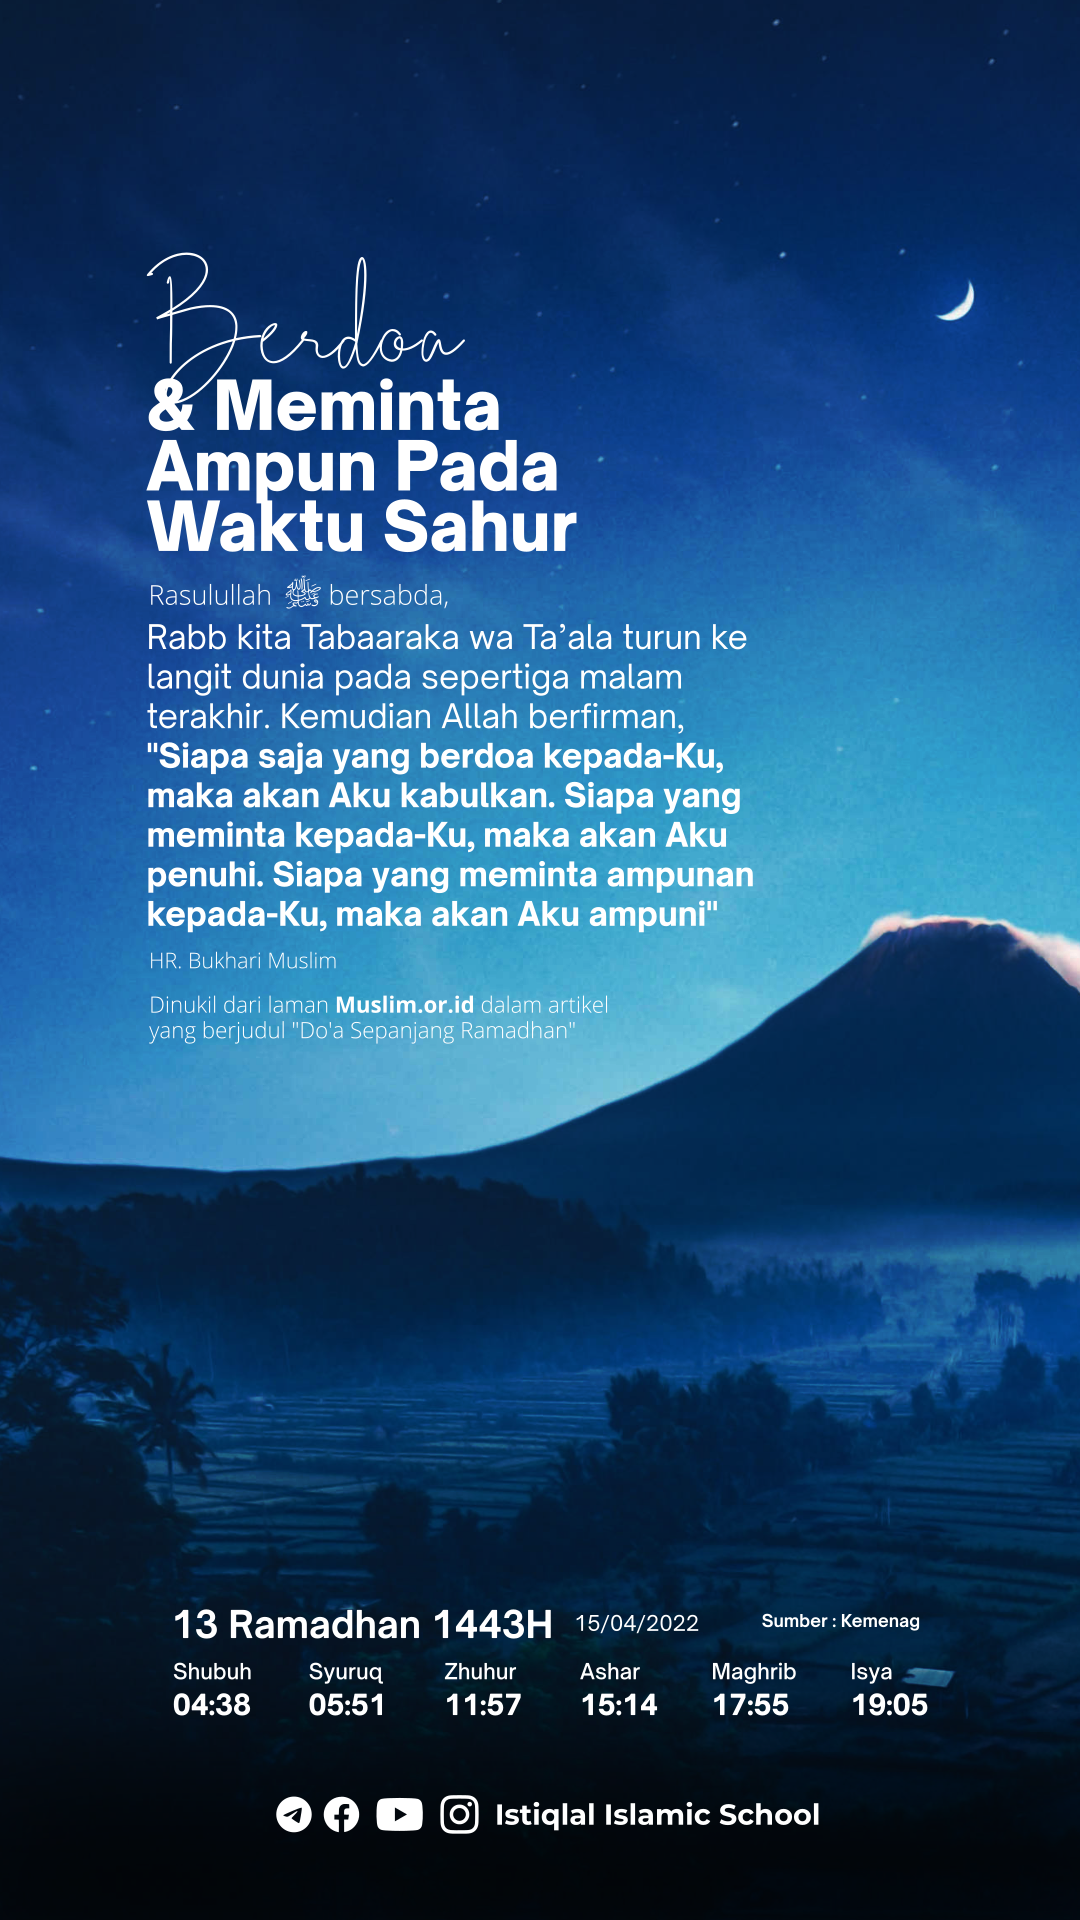 Berdoa
& Meminta
Ampun Pada
Waktu Sahur
Rasulullah ﷺ bersabda,
Rabb kita Tabaaraka wa Ta’ala turun ke
langit dunia pada sepertiga malam
terakhir. Kemudian Allah berfirman,
"Siapa saja yang berdoa kepada-Ku,
maka akan Aku kabulkan. Siapa yang
meminta kepada-Ku, maka akan Aku
penuhi. Siapa yang meminta ampunan
kepada-Ku, maka akan Aku ampuni"
HR. Bukhari Muslim
Dinukil dari laman Muslim.or.id dalam artikel
yang berjudul "Do'a Sepanjang Ramadhan"
13 Ramadhan 1443H 15/04/2022 Sumber : Kemenag
Shubuh Syuruq Zhuhur Ashar Maghrib Isya
04:38 05:51 11:57 15:14 17:55 19:05
Istiqlal Islamic School